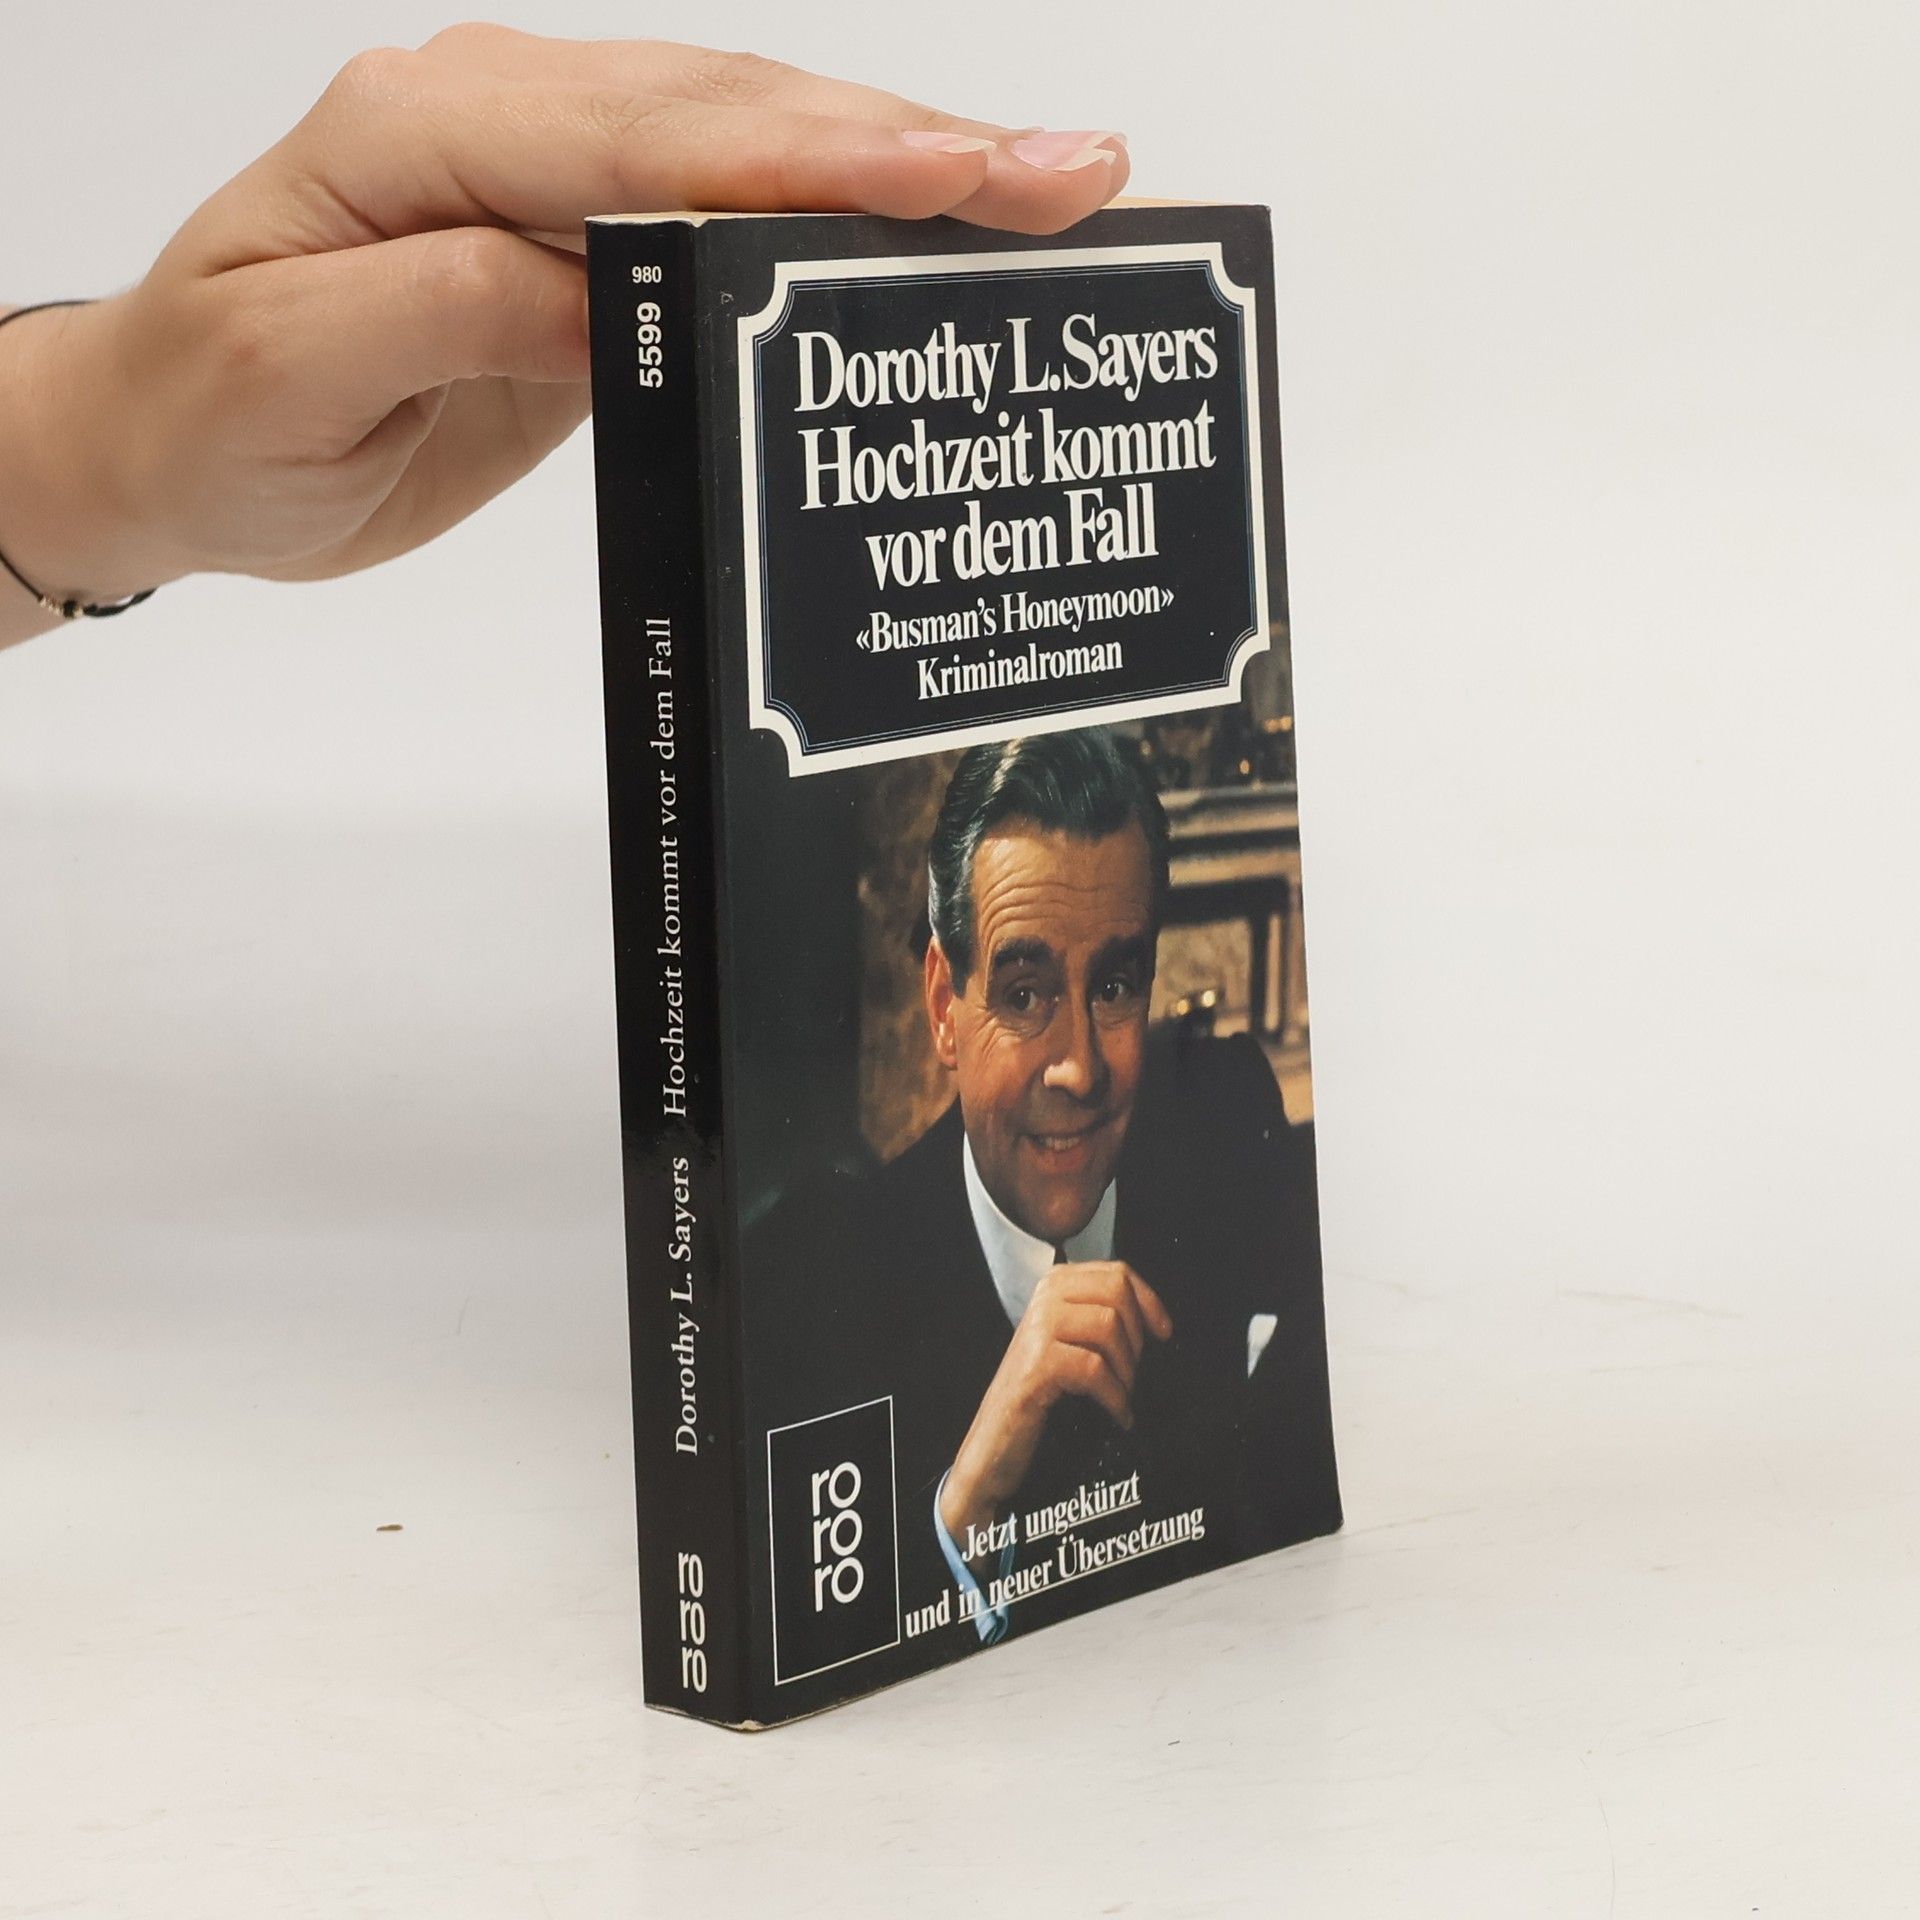 980
5599
Dorothy L. Sayers Hochzeit kommt vor dem Fall
ro
ro
ro
Dorothy L. Sayers
Hochzeit kommt
vor dem Fall
«Busman's Honeymoon»
Kriminalroman
ro
ro
ro
Jetzt ungekürzt
und in neuer Übersetzung